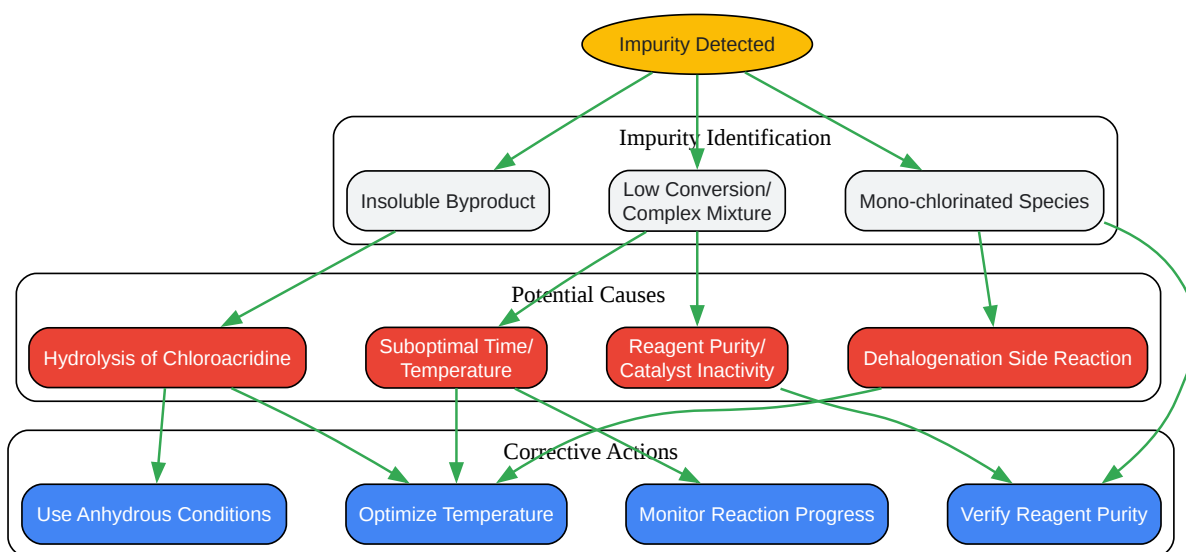 Impurity Detected
Impurity Identification
Insoluble Byproduct
Low Conversion/
Complex Mixture
Mono-chlorinated Species
Potential Causes
Hydrolysis of Chloroacridine
Suboptimal Time/
Temperature
Reagent Purity/
Catalyst Inactivity
Dehalogenation Side Reaction
Corrective Actions
Use Anhydrous Conditions
Optimize Temperature
Monitor Reaction Progress
Verify Reagent Purity